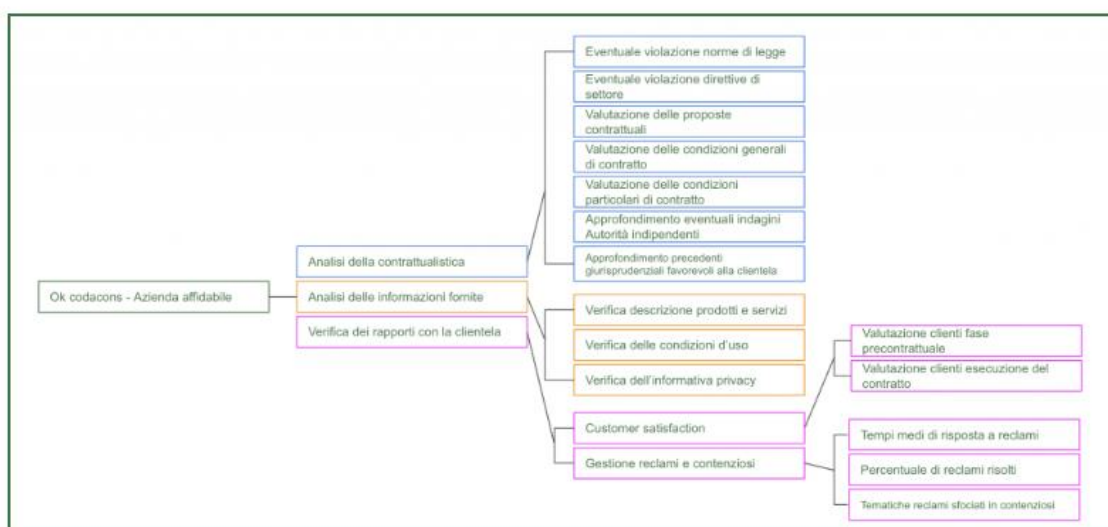 Ok codacons - Azienda affidabile
Analisi della contrattualistica
Analisi delle informazioni fornite
Verifica dei rapporti con la clientela
Eventuale violazione norme di legge
Eventuale violazione direttive di
settore
Valutazione delle proposte
contrattuali
Valutazione delle condizioni generali
di contratto
Valutazione delle condizioni
particolari di contratto
Approfondimento eventuali indagini
Autorità indipendenti
Approfondimento precedenti
giurisprudenziali favorevoli alla clientela
Verifica descrizione prodotti e servizi
Verifica delle condizioni d'uso
Verifica dell'informativa privacy
Customer satisfaction
Gestione reclami e contenziosi
Valutazione clienti fase
precontrattuale
Valutazione clienti esecuzione del
contratto
Tempi medi di risposta a reclami
Percentuale di reclami risolti
Tematiche reclami sfociati in contenziosi